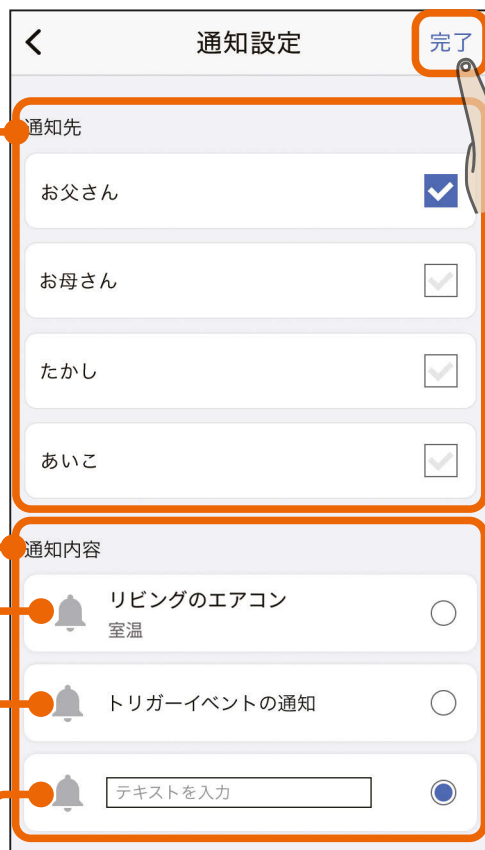 通知設定
完了
通知先
お父さん
お母さん
たかし
あいこ
通知内容
リビングのエアコン
室温
トリガーイベントの通知
テキストを入力